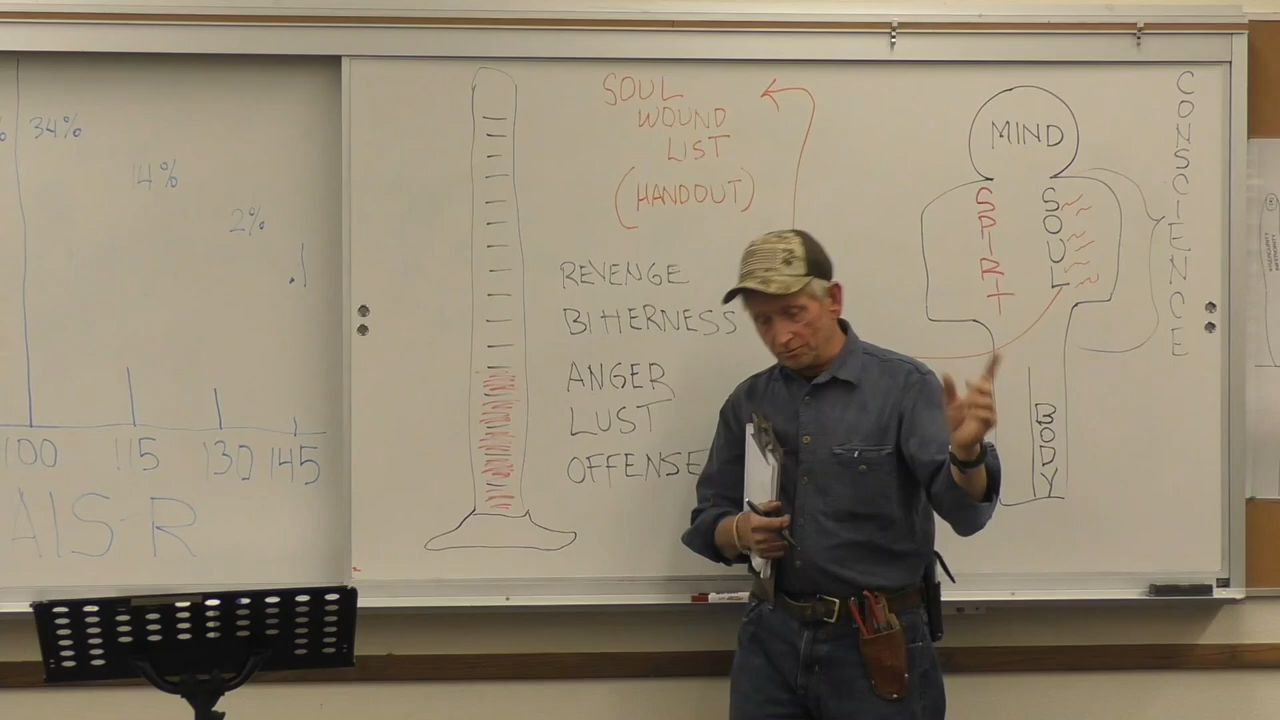 34%
14%
2%
100 115 130 145
AIS-R
SOUL
WOUND
LIST
(HANDOUT)
REVENGE
BITTERNESS
ANGER
LUST
OFFENSE
MIND
SPIRIT
SOUL
BODY
CONSCIENCE